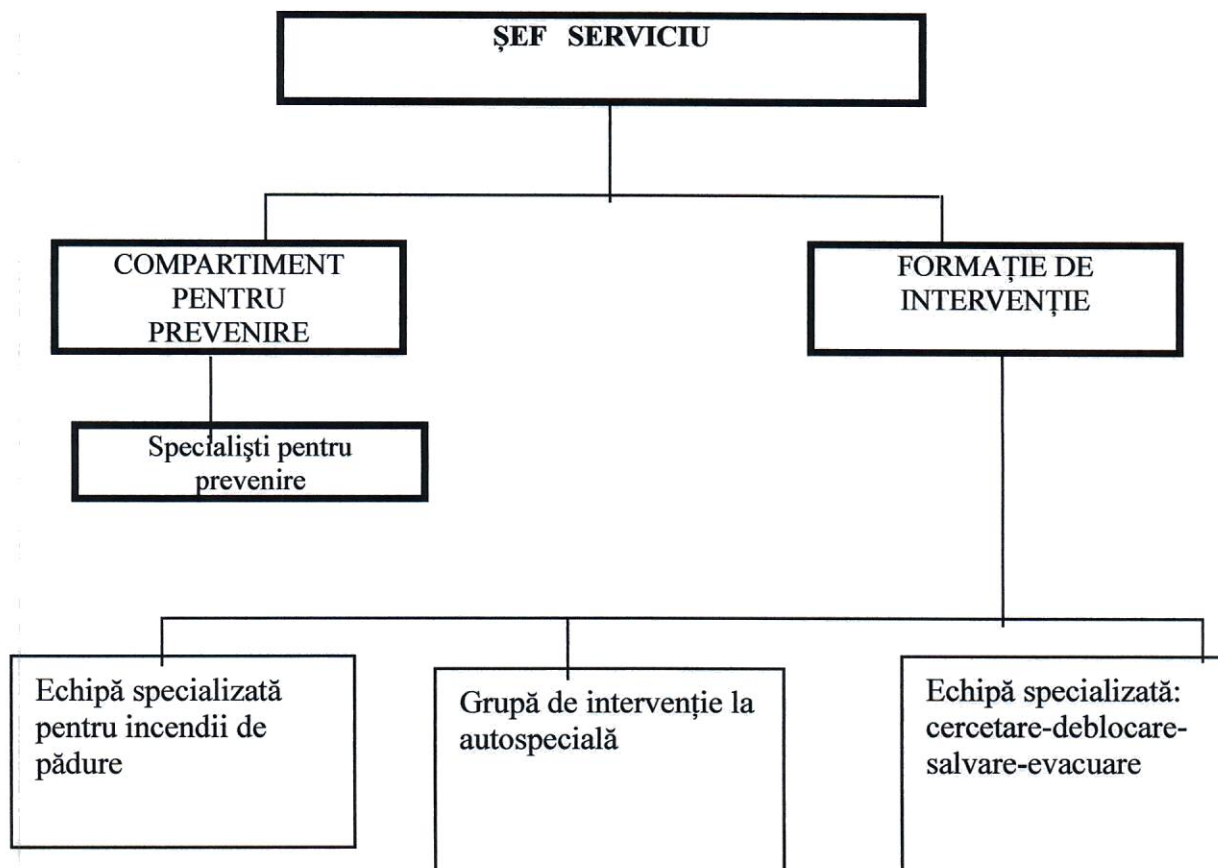 ȘEF SERVICIU
COMPARTIMENT
PENTRU
PREVENIRE
FORMAȚIE DE
INTERVENȚIE
Specialişti pentru
prevenire
Echipă specializată
pentru incendii de
pădure
Grupă de intervenție la
autospecială
Echipă specializată:
cercetare-deblocare-
salvare-evacuare